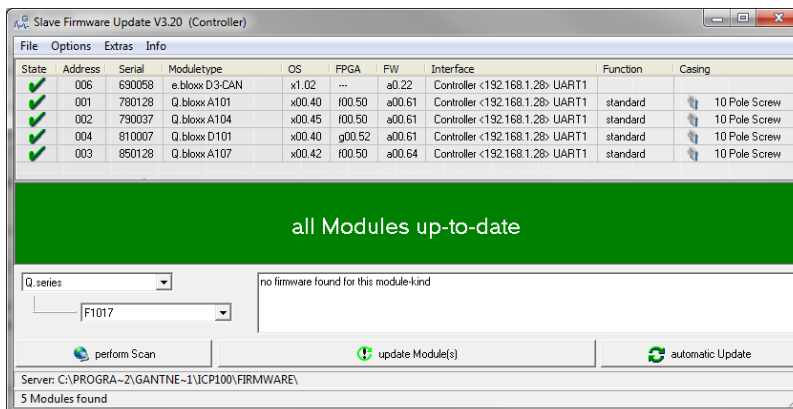 Slave Firmware Update V3.20 (Controller)
File Options Extras Info
State Address Serial Moduletype OS FPGA FW Interface Function Casing
006 690058 e.bloxx D3-CAN x1.02 --- a0.22 Controller <192.168.1.28> UART1
001 780128 Q.bloxx A101 x00.40 f00.50 a00.61 Controller <192.168.1.28> UART1 standard 10 Pole Screw
002 790037 Q.bloxx A104 x00.45 f00.50 a00.61 Controller <192.168.1.28> UART1 standard 10 Pole Screw
004 810007 Q.bloxx D101 x00.40 g00.52 a00.61 Controller <192.168.1.28> UART1 standard 10 Pole Screw
003 850128 Q.bloxx A107 x00.42 f00.50 a00.64 Controller <192.168.1.28> UART1 standard 10 Pole Screw
all Modules up-to-date
Q.series
no firmware found for this module-kind
F1017
perform Scan update Module(s) automatic Update
Server: C:\PROGRA~2\GANTNE~1\ICP100\FIRMWARE\
5 Modules found